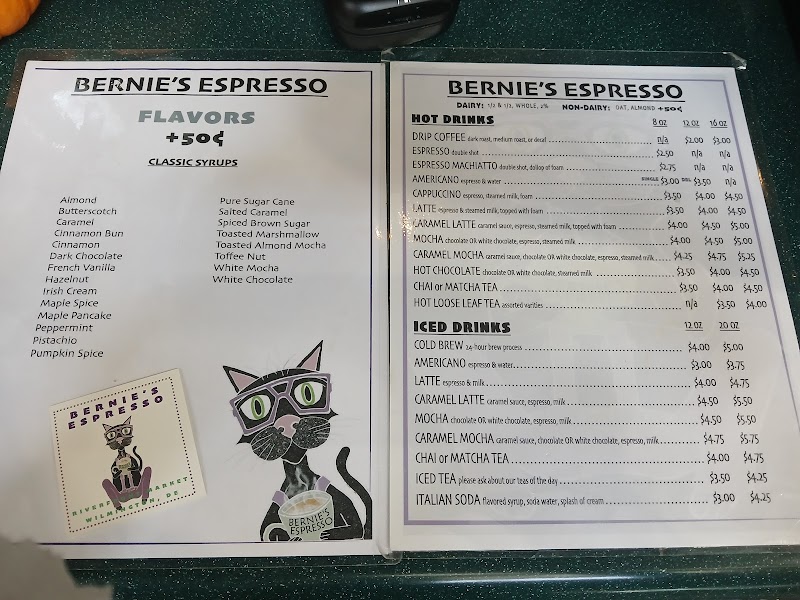 BERNIE'S ESPRESSO
FLAVORS
+50¢
CLASSIC SYRUPS
Almond
Butterscotch
Caramel
Cinnamon Bun
Cinnamon
Dark Chocolate
French Vanilla
Hazelnut
Irish Cream
Maple Spice
Maple Pancake
Peppermint
Pistachio
Pumpkin Spice
Pure Sugar Cane
Salted Caramel
Spiced Brown Sugar
Toasted Marshmallow
Toasted Almond Mocha
Toffee Nut
White Mocha
White Chocolate
BERNIE'S
ESPRESSO
RIVERFRONT MARKET
WILMINGTON, DE
BERNIE'S
ESPRESSO
BERNIE'S ESPRESSO
DAIRY: 1/2 & 1/2, WHOLE, 2% NON-DAIRY: OAT, ALMOND +50¢
HOT DRINKS 8 oz 12 oz 16 oz
DRIP COFFEE dark roast, medium roast, or decaf n/a $2.00 $3.00
ESPRESSO double shot $2.50 n/a n/a
ESPRESSO MACHIATTO double shot, dollop of foam $2.75 n/a n/a
AMERICANO espresso & water SINGLE $3.00 DBL $3.50 n/a
CAPPUCCINO espresso, steamed milk, foam $3.50 $4.00 $4.50
LATTE espresso & steamed milk, topped with foam $3.50 $4.00 $4.50
CARAMEL LATTE caramel sauce, espresso, steamed milk, topped with foam $4.00 $4.50 $5.00
MOCHA chocolate OR white chocolate, espresso, steamed milk $4.00 $4.50 $5.00
CARAMEL MOCHA caramel sauce, chocolate OR white chocolate, espresso, steamed milk $4.25 $4.75 $5.25
HOT CHOCOLATE chocolate OR white chocolate, steamed milk $3.50 $4.00 $4.50
CHAI or MATCHA TEA $3.50 $4.00 $4.50
HOT LOOSE LEAF TEA assorted varities n/a $3.50 $4.00
ICED DRINKS 12 oz 20 oz
COLD BREW 24-hour brew process $4.00 $5.00
AMERICANO espresso & water $3.00 $3.75
LATTE espresso & milk $4.00 $4.75
CARAMEL LATTE caramel sauce, espresso, milk $4.50 $5.50
MOCHA chocolate OR white chocolate, espresso, milk $4.50 $5.50
CARAMEL MOCHA caramel sauce, chocolate OR white chocolate, espresso, milk $4.75 $5.75
CHAI or MATCHA TEA $4.00 $4.75
ICED TEA please ask about our teas of the day $3.50 $4.25
ITALIAN SODA flavored syrup, soda water, splash of cream $3.00 $4.25